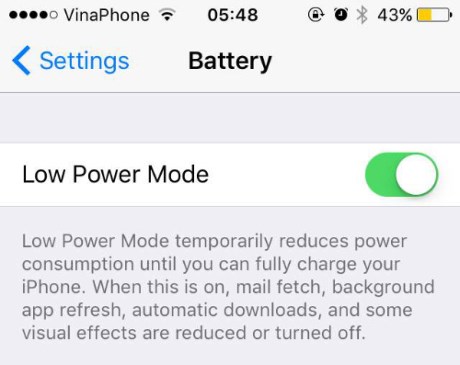 VinaPhone 05:48 43%
Settings Battery
Low Power Mode
Low Power Mode temporarily reduces power
consumption until you can fully charge your
iPhone. When this is on, mail fetch, background
app refresh, automatic downloads, and some
visual effects are reduced or turned off.